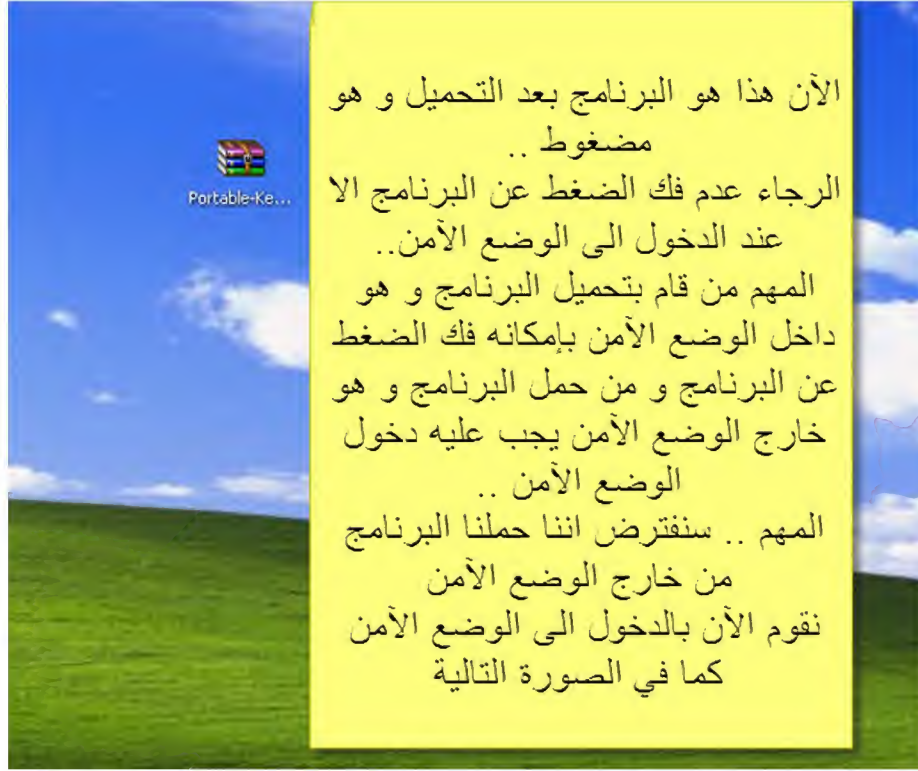 الآن هذا هو البرنامج بعد التحميل و هو
مضغوط ..
الرجاء عدم فك الضغط عن البرنامج الا
عند الدخول الى الوضع الآمن..
المهم من قام بتحميل البرنامج و هو
داخل الوضع الآمن بإمكانه فك الضغط
عن البرنامج و من حمل البرنامج و هو
خارج الوضع الآمن يجب عليه دخول
الوضع الآمن ..
المهم .. سنفترض اننا حملنا البرنامج
من خارج الوضع الآمن
نقوم الآن بالدخول الى الوضع الآمن
كما في الصورة التالية
Portable-Ke...